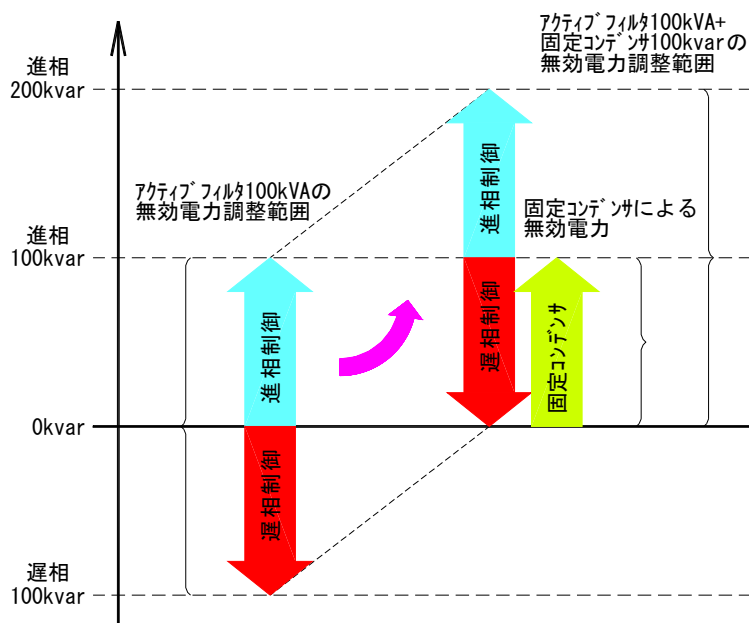 ｱｸﾃｨﾌﾞﾌｨﾙﾀ100kVA+
固定ｺﾝﾃﾞﾝｻ100kvarの
無効電力調整範囲
進相
200kvar
進相制御
ｱｸﾃｨﾌﾞﾌｨﾙﾀ100kVAの
無効電力調整範囲
固定ｺﾝﾃﾞﾝｻによる
無効電力
進相
100kvar
進相制御
遅相制御
固定ｺﾝﾃﾞﾝｻ
0kvar
遅相制御
遅相
100kvar